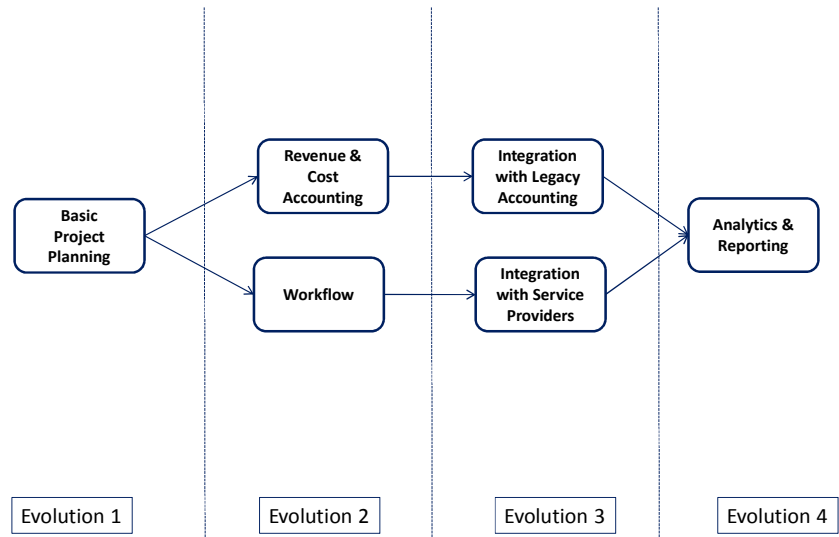 Basic
Project
Planning
Revenue &
Cost
Accounting
Workflow
Integration
with Legacy
Accounting
Integration
with Service
Providers
Analytics &
Reporting
Evolution 1
Evolution 2
Evolution 3
Evolution 4